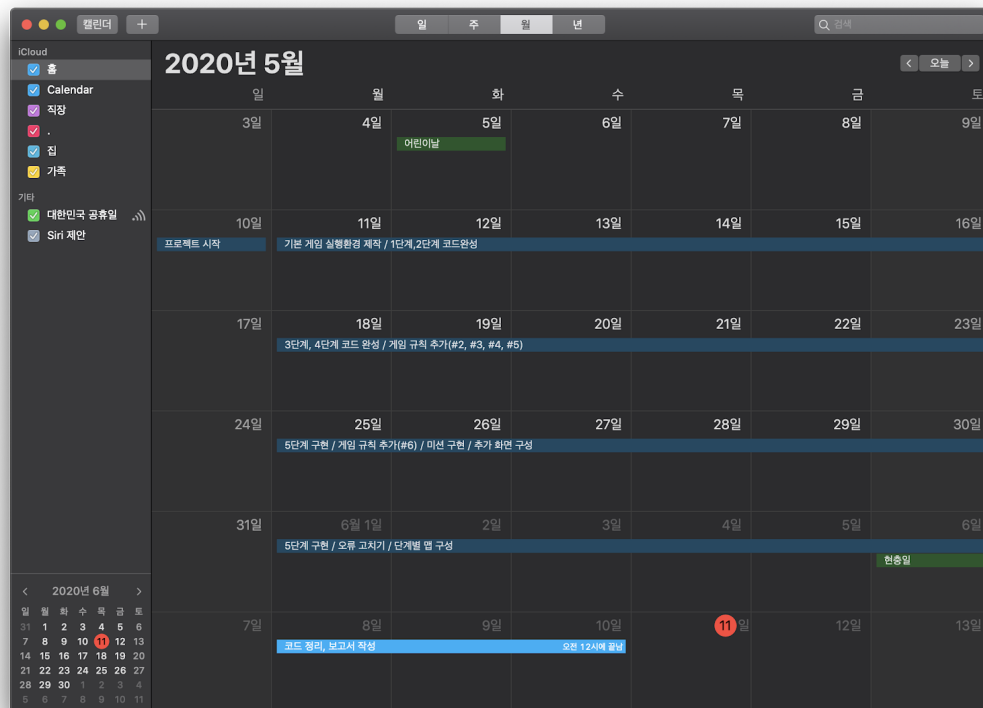 캘린더 + 일 주 월 년 검색
iCloud
홈
Calendar
직장
.
집
가족
기타
대한민국 공휴일
Siri 제안
2020년 5월 < 오늘 >
일 월 화 수 목 금 토
3일 4일 5일 6일 7일 8일 9일
어린이날
10일 11일 12일 13일 14일 15일 16일
프로젝트 시작 기본 게임 실행환경 제작 / 1단계,2단계 코드완성
17일 18일 19일 20일 21일 22일 23일
3단계, 4단계 코드 완성 / 게임 규칙 추가(#2, #3, #4, #5)
24일 25일 26일 27일 28일 29일 30일
5단계 구현 / 게임 규칙 추가(#6) / 미션 구현 / 추가 화면 구성
31일 6월 1일 2일 3일 4일 5일 6일
5단계 구현 / 오류 고치기 / 단계별 맵 구성
현충일
7일 8일 9일 10일 11일 12일 13일
코드 정리, 보고서 작성 오전 12시에 끝남
< 2020년 6월 >
일 월 화 수 목 금 토
31 1 2 3 4 5 6
7 8 9 10 11 12 13
14 15 16 17 18 19 20
21 22 23 24 25 26 27
28 29 30 1 2 3 4
5 6 7 8 9 10 11